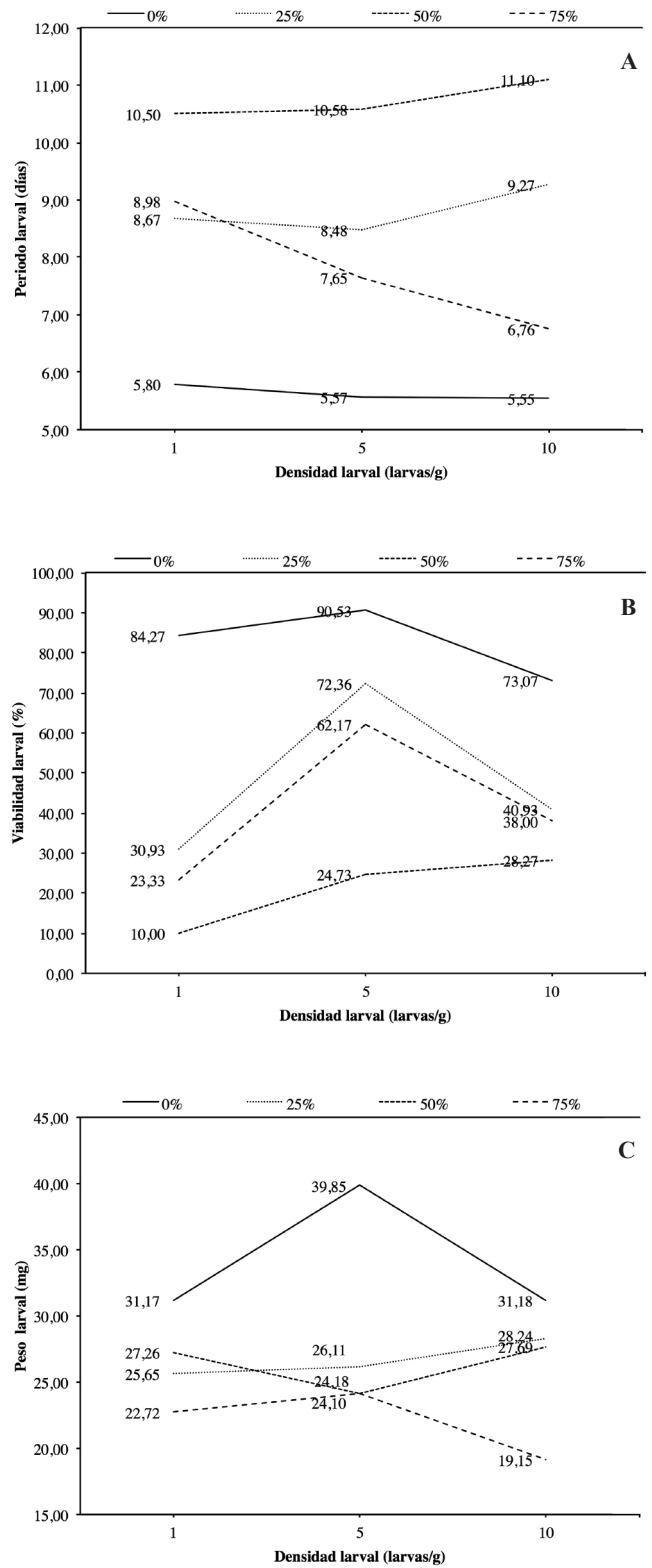 0% 25% 50% 75%
12,00
A
11,00
10,00
9,00
8,00
7,00
6,00
5,00
Periodo larval (días)
10,50 10,58 11,10
8,98
8,67 8,48 9,27
7,65
6,76
5,80 5,57 5,55
1 5 10
Densidad larval (larvas/g)
0% 25% 50% 75%
100,00
B
90,00
80,00
70,00
60,00
50,00
40,00
30,00
20,00
10,00
0,00
Viabilidad larval (%)
84,27 90,53 73,07
72,36
62,17
40,93
38,00
30,93
23,33 24,73 28,27
10,00
1 5 10
Densidad larval (larvas/g)
0% 25% 50% 75%
45,00
C
40,00
35,00
30,00
25,00
20,00
15,00
Peso larval (mg)
39,85
31,17 31,18
28,24
27,26 26,11 27,69
25,65
24,18
22,72 24,10
19,15
1 5 10
Densidad larval (larvas/g)